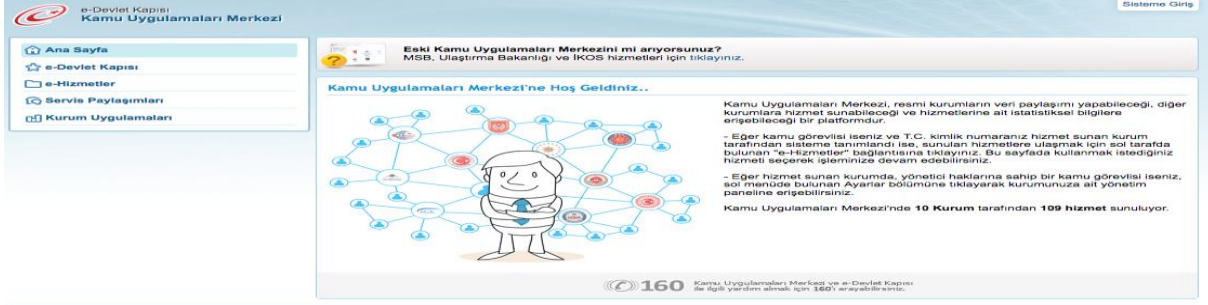 e-Devlet Kapısı
Kamu Uygulamaları Merkezi
Sisteme Giriş
Ana Sayfa
e-Devlet Kapısı
e-Hizmetler
Servis Paylaşımları
Kurum Uygulamaları
Eski Kamu Uygulamaları Merkezini mi arıyorsunuz?
MSB, Ulaştırma Bakanlığı ve İKOS hizmetleri için tıklayınız.
Kamu Uygulamaları Merkezi'ne Hoş Geldiniz..
Kamu Uygulamaları Merkezi, resmi kurumların veri paylaşımı yapabileceği, diğer
kurumlara hizmet sunabileceği ve hizmetlerine ait istatistiksel bilgilere
erişebileceği bir platformdur.
- Eğer kamu görevlisi iseniz ve T.C. kimlik numaranız hizmet sunan kurum
tarafından sisteme tanımlandı ise, sunulan hizmetlere ulaşmak için sol tarafda
bulunan "e-Hizmetler" bağlantısına tıklayınız. Bu sayfada kullanmak istediğiniz
hizmeti seçerek işleminize devam edebilirsiniz.
- Eğer hizmet sunan kurumda, yönetici haklarına sahip bir kamu görevlisi iseniz,
sol menüde bulunan Ayarlar bölümüne tıklayarak kurumunuza ait yönetim
paneline erişebilirsiniz.
Kamu Uygulamaları Merkezi'nde 10 Kurum tarafından 109 hizmet sunuluyor.
160
Kamu Uygulamaları Merkezi ve e-Devlet Kapısı
ile ilgili yardım almak için 160'ı arayabilirsiniz.